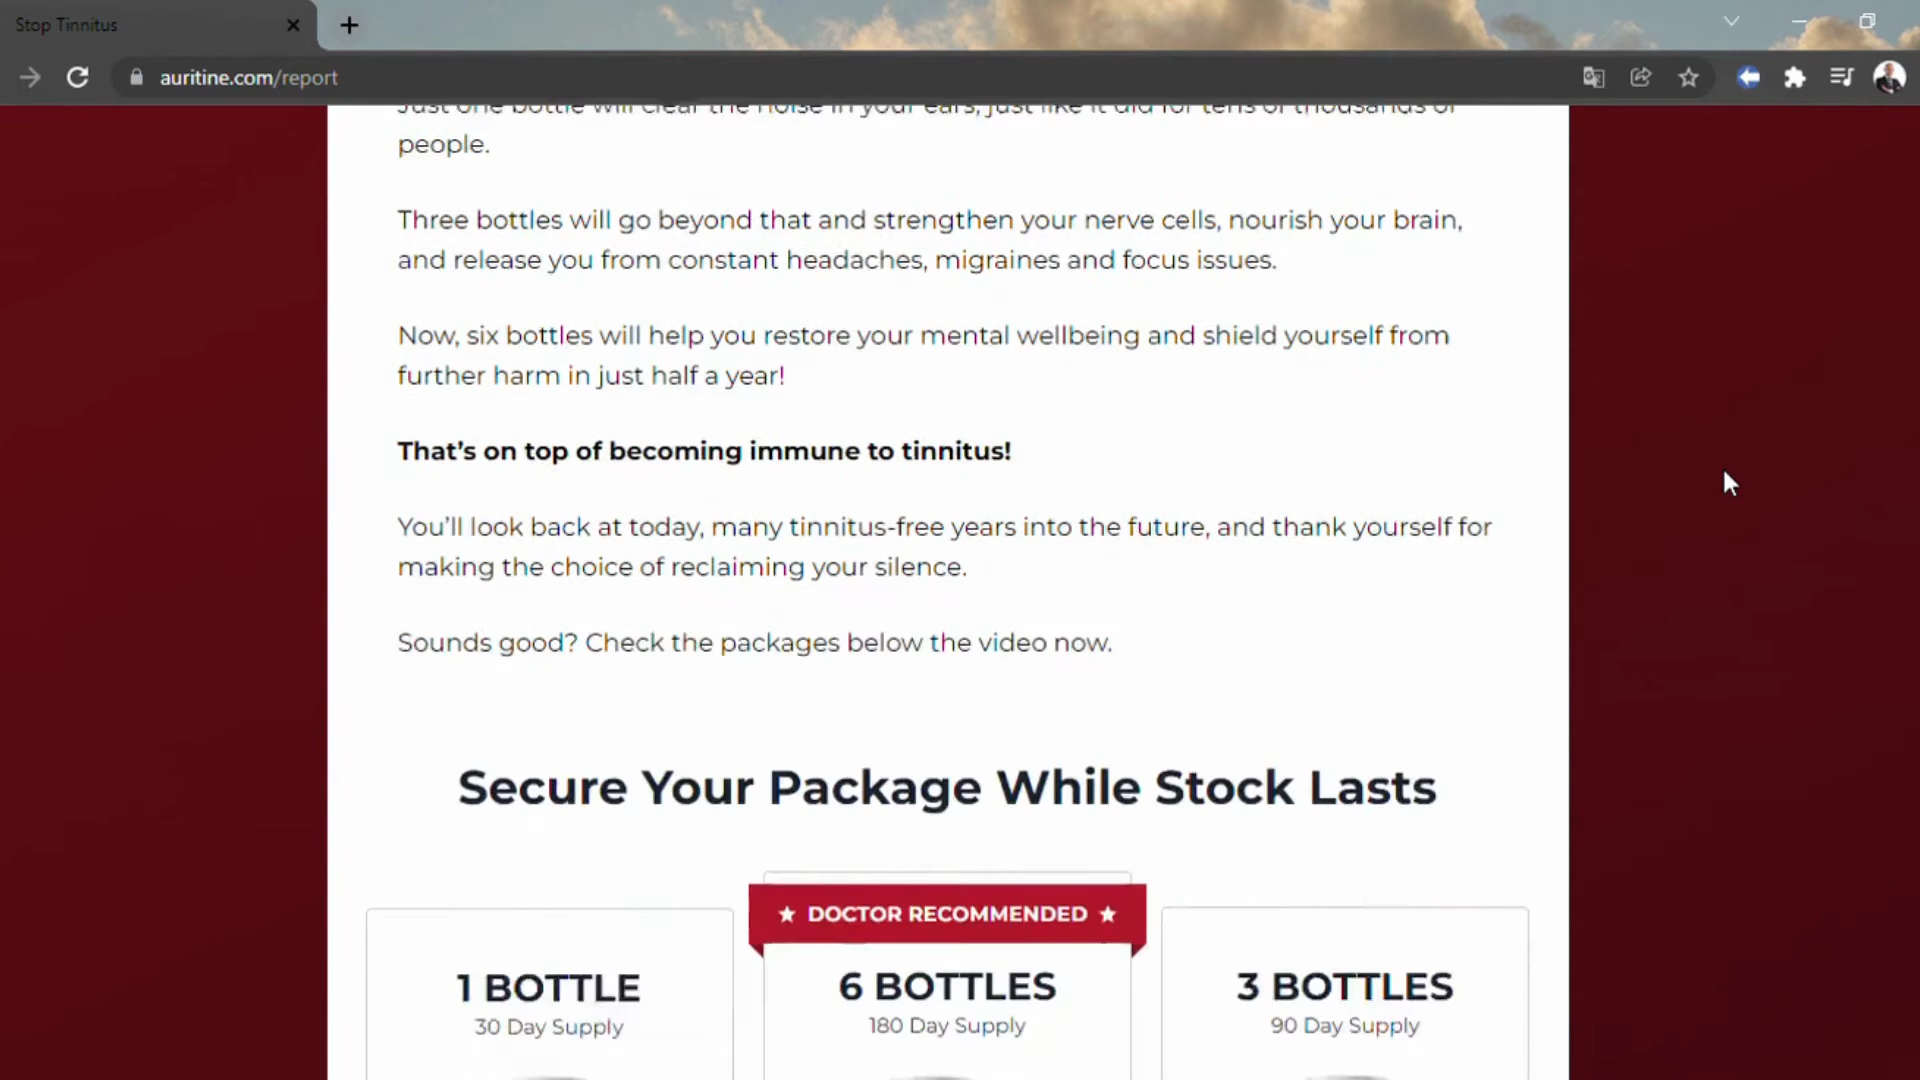 Stop Tinnitus
auritine.com/report
Just one bottle will clear the noise in your ears, just like it did for tens of thousands of
people.
Three bottles will go beyond that and strengthen your nerve cells, nourish your brain,
and release you from constant headaches, migraines and focus issues.
Now, six bottles will help you restore your mental wellbeing and shield yourself from
further harm in just half a year!
That's on top of becoming immune to tinnitus!
You'll look back at today, many tinnitus-free years into the future, and thank yourself for
making the choice of reclaiming your silence.
Sounds good? Check the packages below the video now.
Secure Your Package While Stock Lasts
★ DOCTOR RECOMMENDED ★
1 BOTTLE
30 Day Supply
6 BOTTLES
180 Day Supply
3 BOTTLES
90 Day Supply